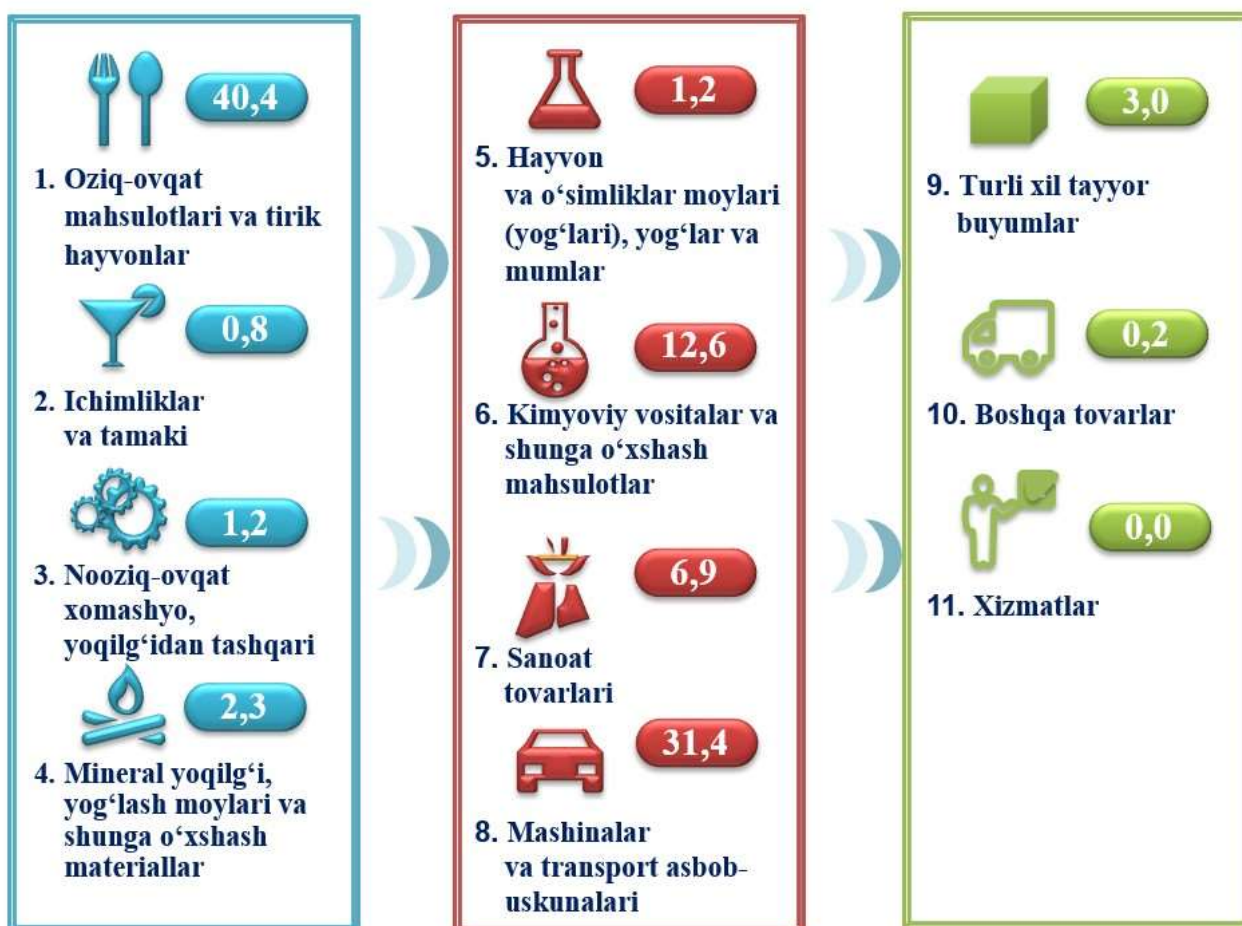 40,4
1. Oziq-ovqat
mahsulotlari va tirik
hayvonlar
0,8
2. Ichimliklar
va tamaki
1,2
3. Nooziq-ovqat
xomashyo,
yoqilg‘idan tashqari
2,3
4. Mineral yoqilg‘i,
yog‘lash moylari va
shunga o‘xshash
materiallar
1,2
5. Hayvon
va o‘simliklar moylari
(yog‘lari), yog‘lar va
mumlar
12,6
6. Kimyoviy vositalar va
shunga o‘xshash
mahsulotlar
6,9
7. Sanoat
tovarlari
31,4
8. Mashinalar
va transport asbob-
uskunalari
3,0
9. Turli xil tayyor
buyumlar
0,2
10. Boshqa tovarlar
0,0
11. Xizmatlar